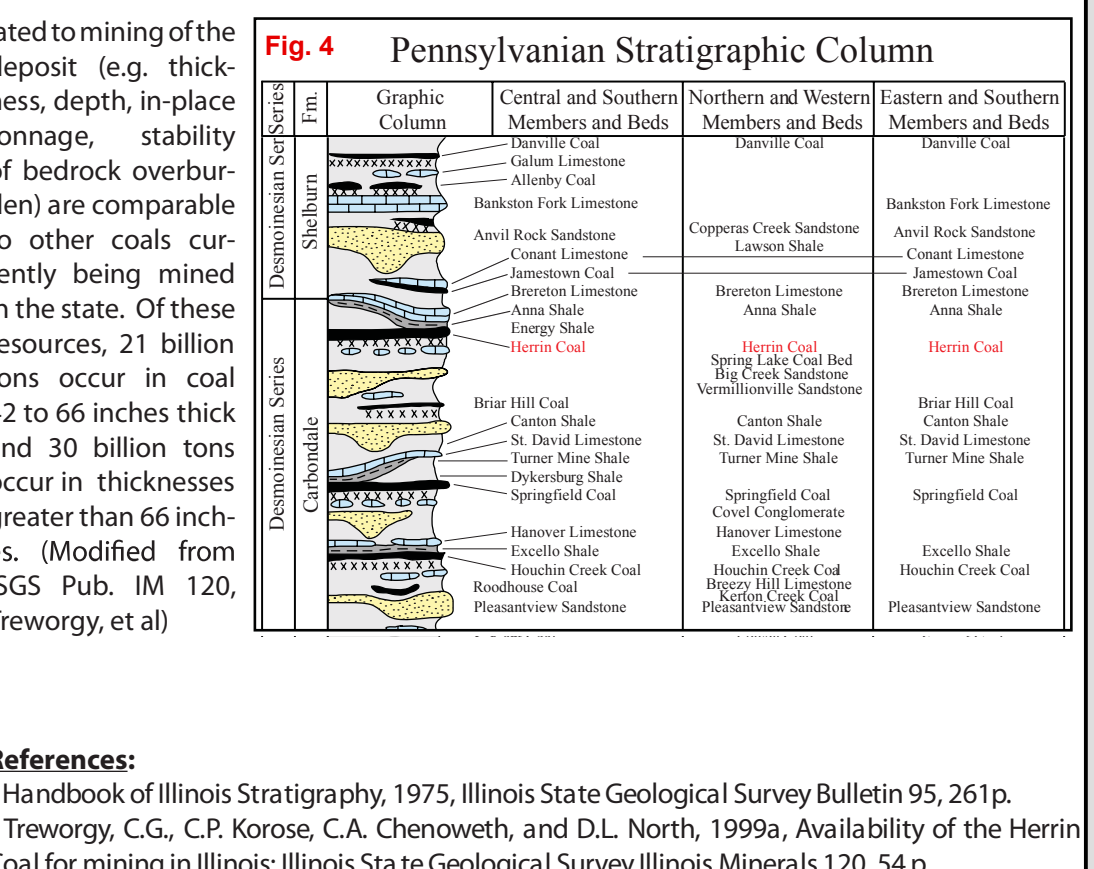 ated to mining of the
deposit (e.g. thick-
ness, depth, in-place
onnage, stability
of bedrock overbur-
den) are comparable
to other coals cur-
ently being mined
n the state. Of these
esources, 21 billion
ons occur in coal
42 to 66 inches thick
and 30 billion tons
occur in thicknesses
greater than 66 inch-
es. (Modified from
SGS Pub. IM 120,
Treworgy, et al)
Fig. 4
Pennsylvanian Stratigraphic Column
Series
Fm.
Graphic
Column
Central and Southern
Members and Beds
Northern and Western
Members and Beds
Eastern and Southern
Members and Beds
Desmoinesian Series
Shelburn
Desmoinesian Series
Carbondale
Danville Coal
Galum Limestone
Allenby Coal
Bankston Fork Limestone
Anvil Rock Sandstone
Conant Limestone
Jamestown Coal
Brereton Limestone
Anna Shale
Energy Shale
Herrin Coal
Briar Hill Coal
Canton Shale
St. David Limestone
Turner Mine Shale
Dykersburg Shale
Springfield Coal
Hanover Limestone
Excello Shale
Houchin Creek Coal
Roodhouse Coal
Pleasantview Sandstone
Danville Coal
Copperas Creek Sandstone
Lawson Shale
Brereton Limestone
Anna Shale
Herrin Coal
Spring Lake Coal Bed
Big Creek Sandstone
Vermillionville Sandstone
Canton Shale
St. David Limestone
Turner Mine Shale
Springfield Coal
Covel Conglomerate
Hanover Limestone
Excello Shale
Houchin Creek Coal
Breezy Hill Limestone
Kerton Creek Coal
Pleasantview Sandstone
Danville Coal
Bankston Fork Limestone
Anvil Rock Sandstone
Conant Limestone
Jamestown Coal
Brereton Limestone
Anna Shale
Herrin Coal
Briar Hill Coal
Canton Shale
St. David Limestone
Turner Mine Shale
Springfield Coal
Excello Shale
Houchin Creek Coal
Pleasantview Sandstone
References:
Handbook of Illinois Stratigraphy, 1975, Illinois State Geological Survey Bulletin 95, 261p.
Treworgy, C.G., C.P. Korose, C.A. Chenoweth, and D.L. North, 1999a, Availability of the Herrin
Coal for mining in Illinois: Illinois State Geological Survey Illinois Minerals 120, 54 p.